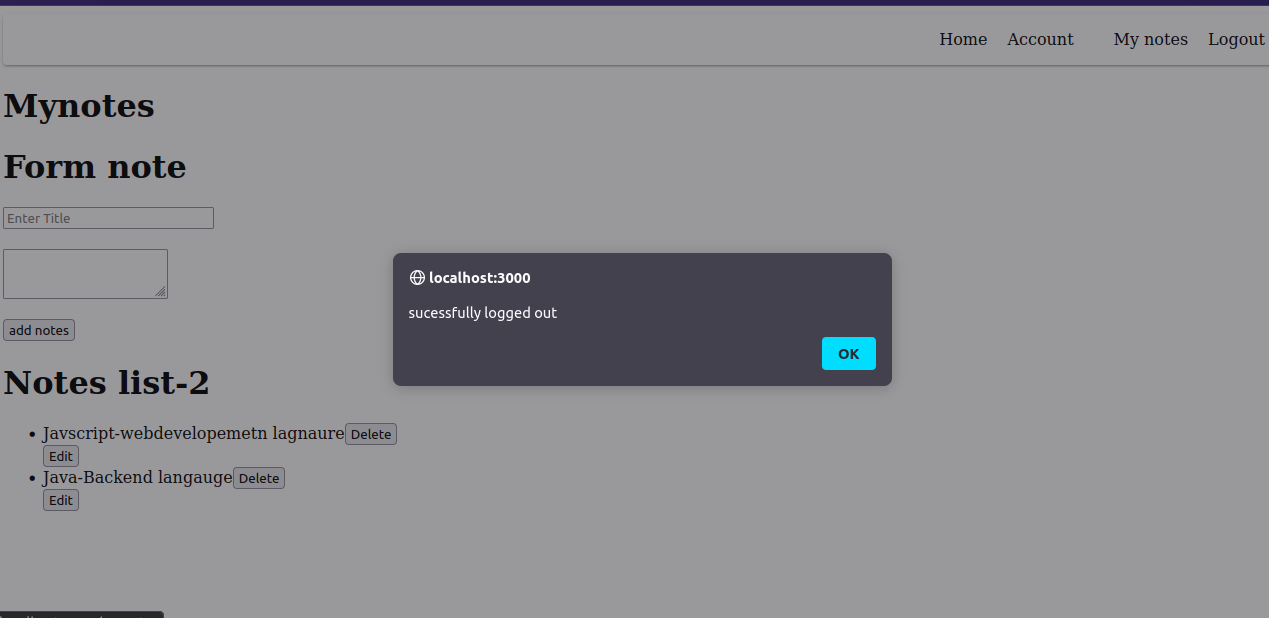 Home Account My notes Logout
Mynotes
Form note
Enter Title
localhost:3000
sucessfully logged out
OK
add notes
Notes list-2
Javscript-webdevelopemetn lagnaure Delete
Edit
Java-Backend langauge Delete
Edit